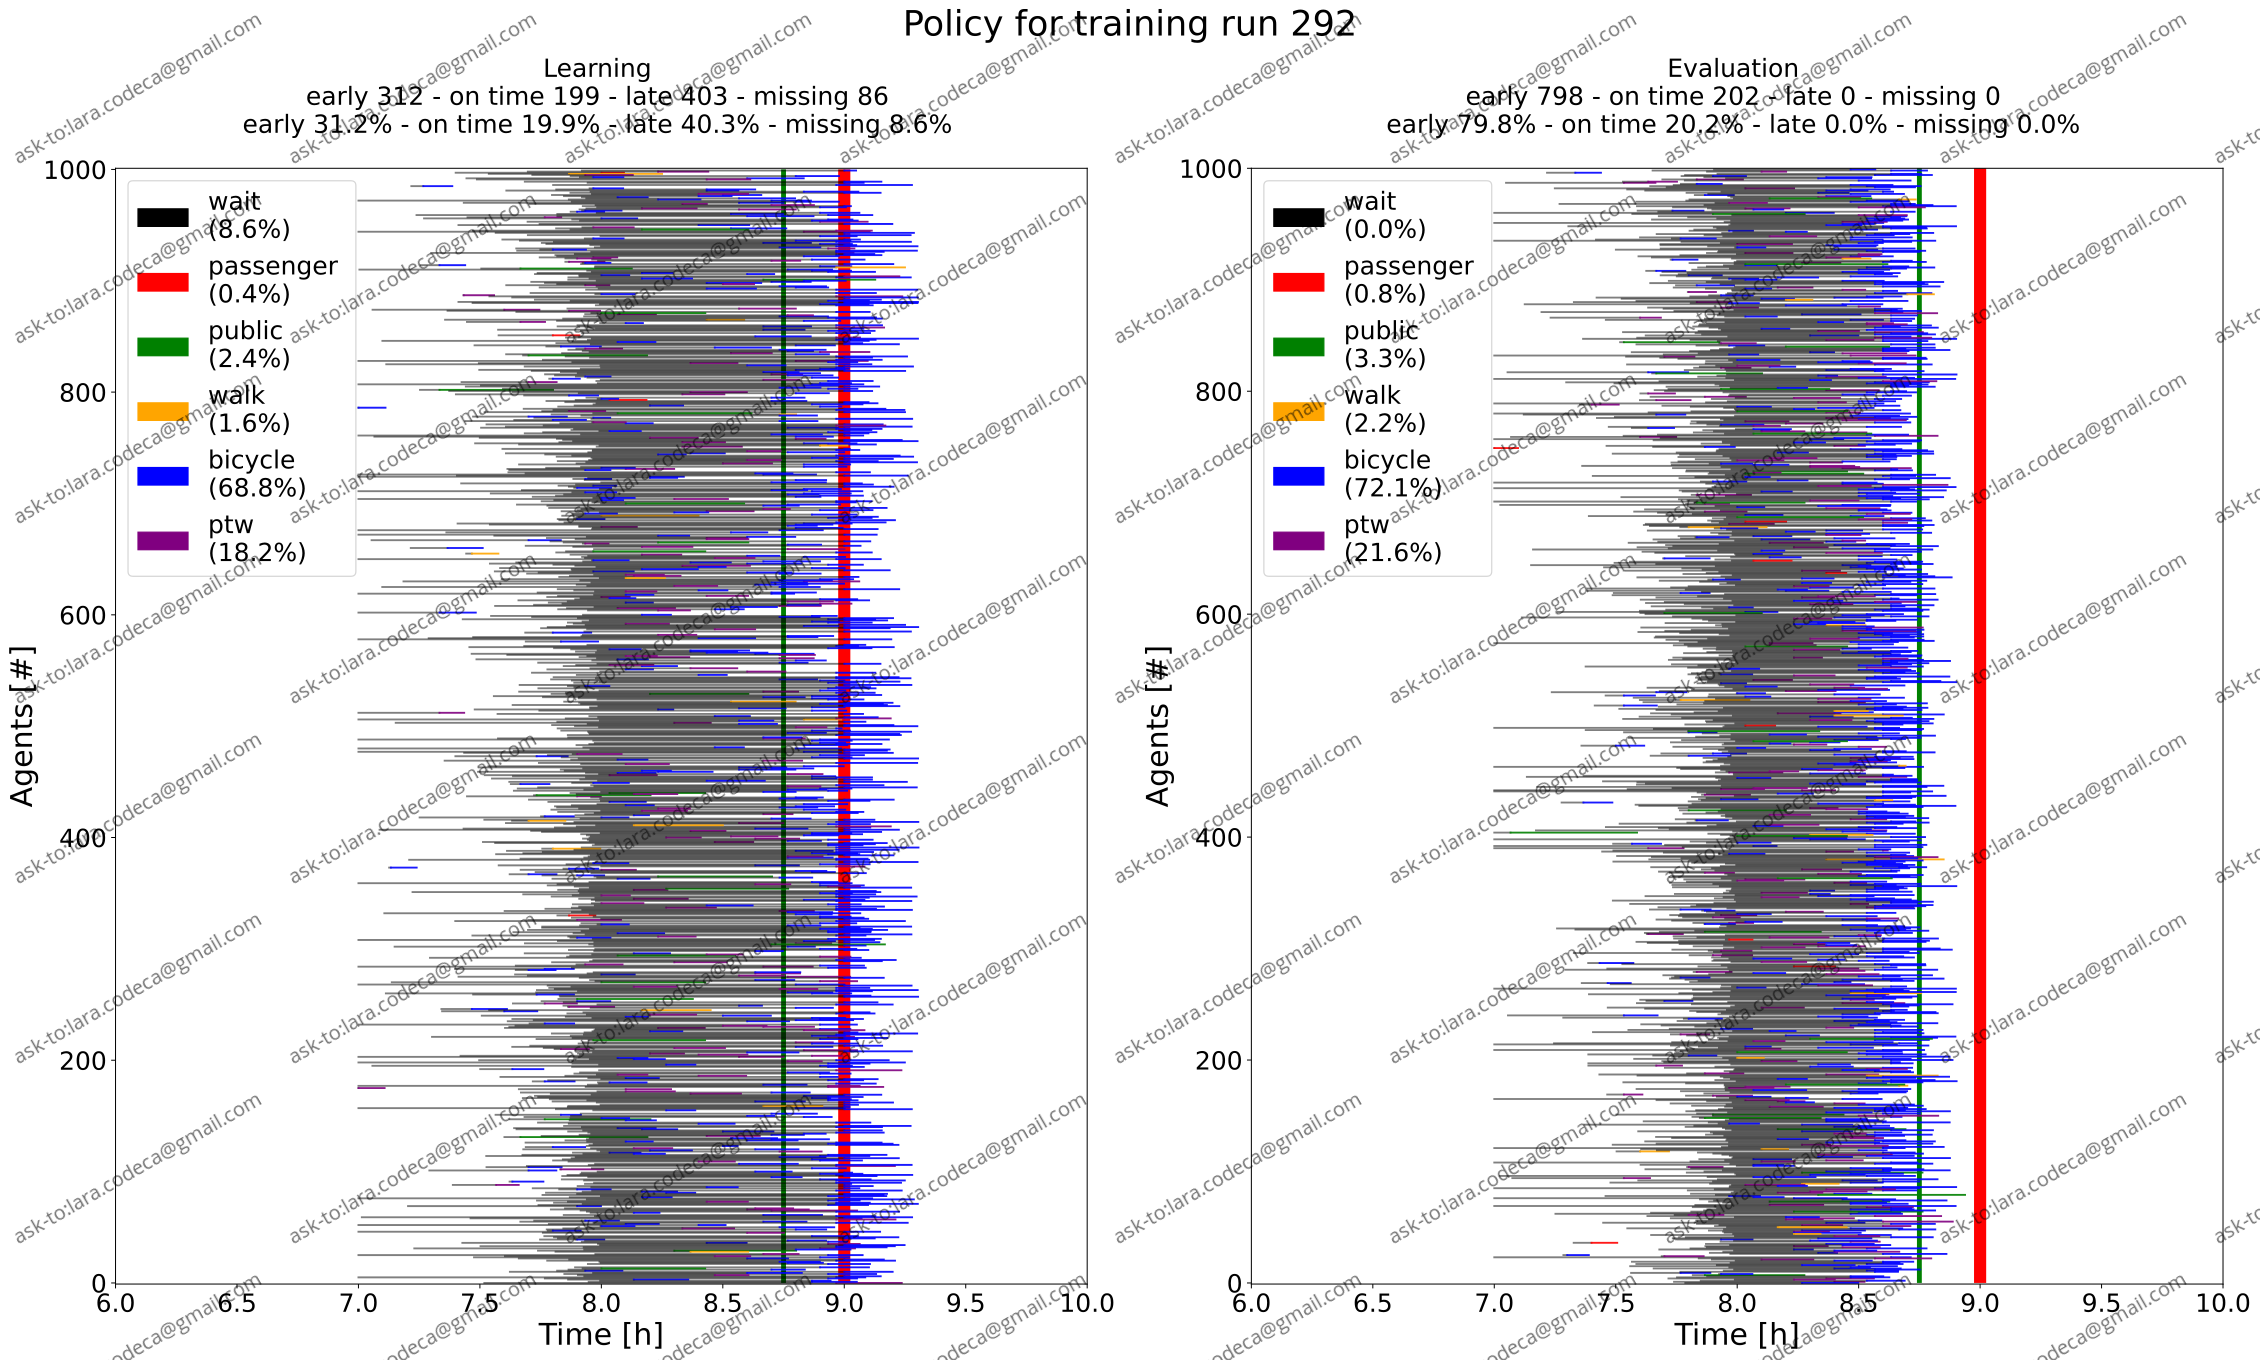 Policy for training run 292
Learning
early 312 - on time 199 - late 403 - missing 86
early 31.2% - on time 19.9% - late 40.3% - missing 8.6%
1000
800
600
400
200
0
Agents [#]
wait
(8.6%)
passenger
(0.4%)
public
(2.4%)
walk
(1.6%)
bicycle
(68.8%)
ptw
(18.2%)
6.0 6.5 7.0 7.5 8.0 8.5 9.0 9.5 10.0
Time [h]
Evaluation
early 798 - on time 202 - late 0 - missing 0
early 79.8% - on time 20.2% - late 0.0% - missing 0.0%
1000
800
600
400
200
0
Agents [#]
wait
(0.0%)
passenger
(0.8%)
public
(3.3%)
walk
(2.2%)
bicycle
(72.1%)
ptw
(21.6%)
6.0 6.5 7.0 7.5 8.0 8.5 9.0 9.5 10.0
Time [h]
ask-to:lara.codeca@gmail.com